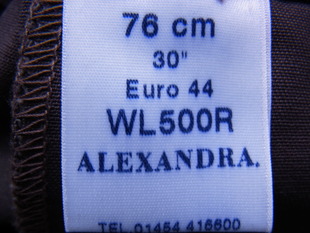 76 cm
30"
Euro 44
WL500R
ALEXANDRA.
TEL. 01454 416600